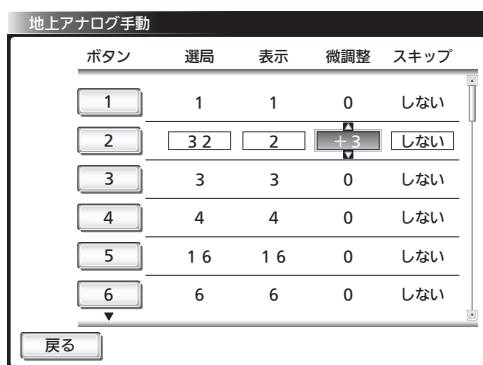 地上アナログ手動
ボタン 選局 表示 微調整 スキップ
1 1 1 0 しない
2 32 2 +3 しない
3 3 3 0 しない
4 4 4 0 しない
5 16 16 0 しない
6 6 6 0 しない
戻る